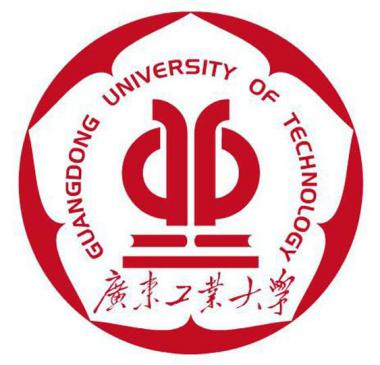 GUANGDONG UNIVERSITY OF TECHNOLOGY
廣東工業大學